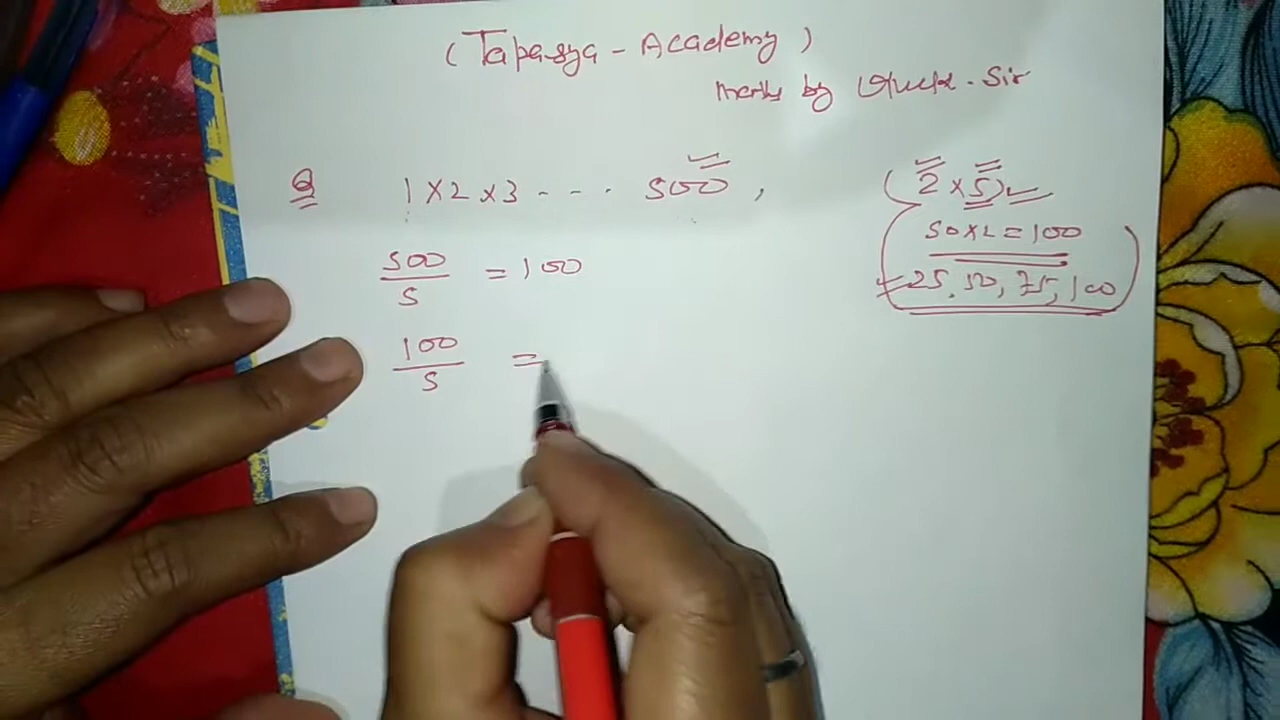 ( Tapasya - Academy )
Maths by - Sir
Q 1 x 2 x 3 - - - . 500 ,
( 2 x 5 )
50 x 2 = 100
25, 50, 75, 100
500/5 = 100
100/5 =